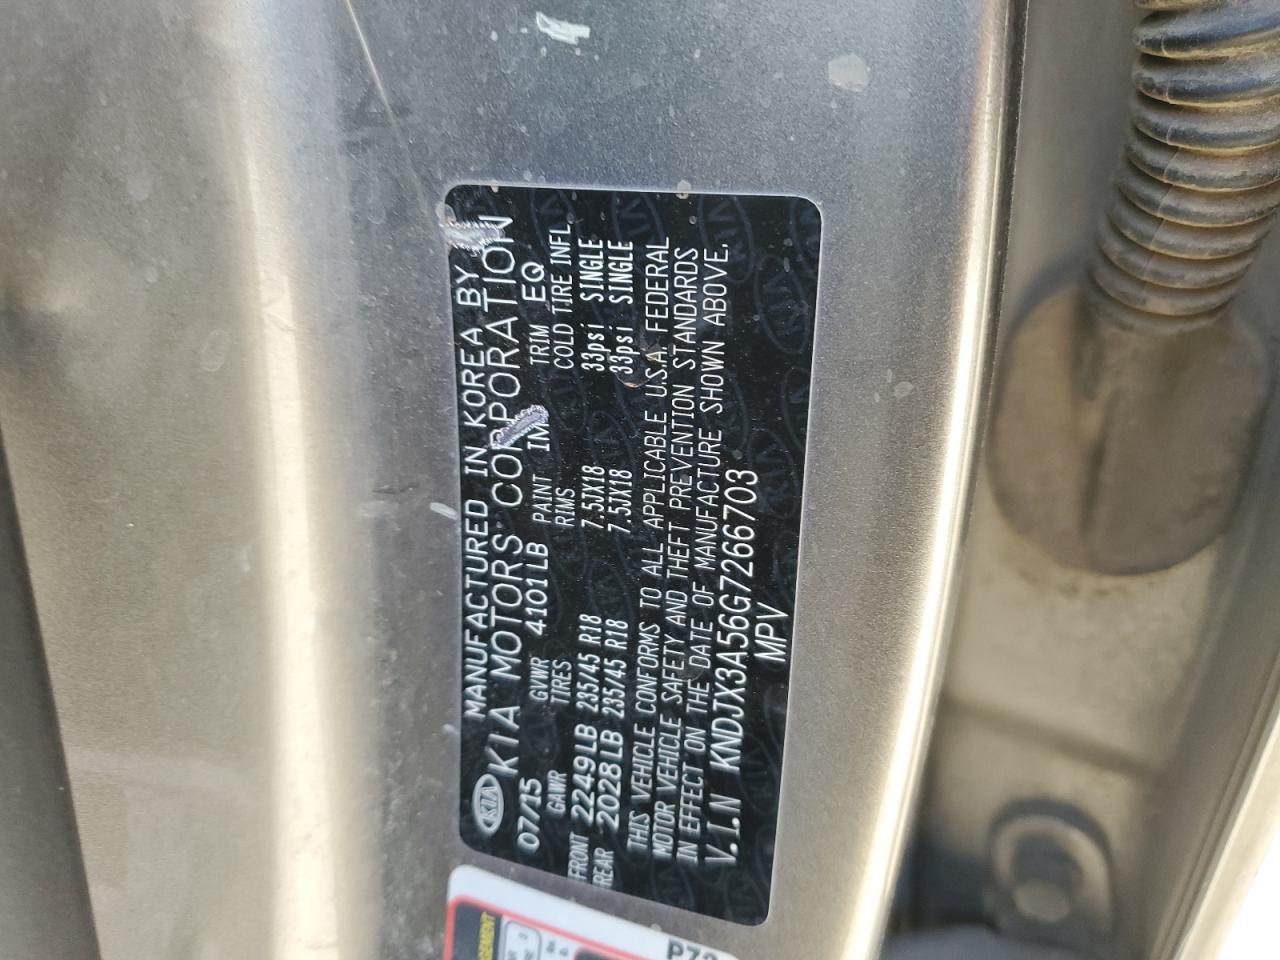 KIA
MANUFACTURED IN KOREA BY
KIA MOTORS CORPORATION
07/15 GVWR 4101LB PAINT IM TRIM EQ
GAWR TIRES RIMS COLD TIRE INFL.
FRONT 2249LB 235/45 R18 7.5JX18 33psi SINGLE
REAR 2028LB 235/45 R18 7.5JX18 33psi SINGLE
THIS VEHICLE CONFORMS TO ALL APPLICABLE U.S.A. FEDERAL
MOTOR VEHICLE SAFETY AND THEFT PREVENTION STANDARDS
IN EFFECT ON THE DATE OF MANUFACTURE SHOWN ABOVE.
V.I.N KNDJX3A56G7266703
MPV